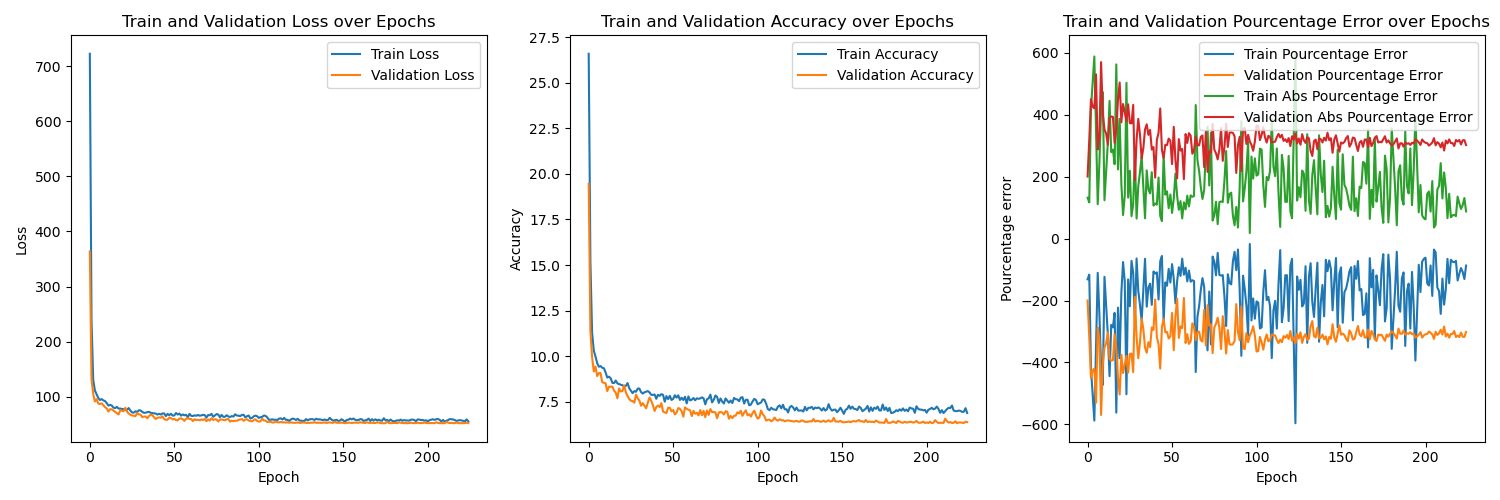 Train and Validation Loss over Epochs
Loss
700
600
500
400
300
200
100
Train Loss
Validation Loss
0
50
100
150
200
Epoch
Train and Validation Accuracy over Epochs
Accuracy
27.5
25.0
22.5
20.0
17.5
15.0
12.5
10.0
7.5
Train Accuracy
Validation Accuracy
0
50
100
150
200
Epoch
Train and Validation Pourcentage Error over Epochs
Pourcentage error
600
400
200
0
−200
−400
−600
Train Pourcentage Error
Validation Pourcentage Error
Train Abs Pourcentage Error
Validation Abs Pourcentage Error
0
50
100
150
200
Epoch